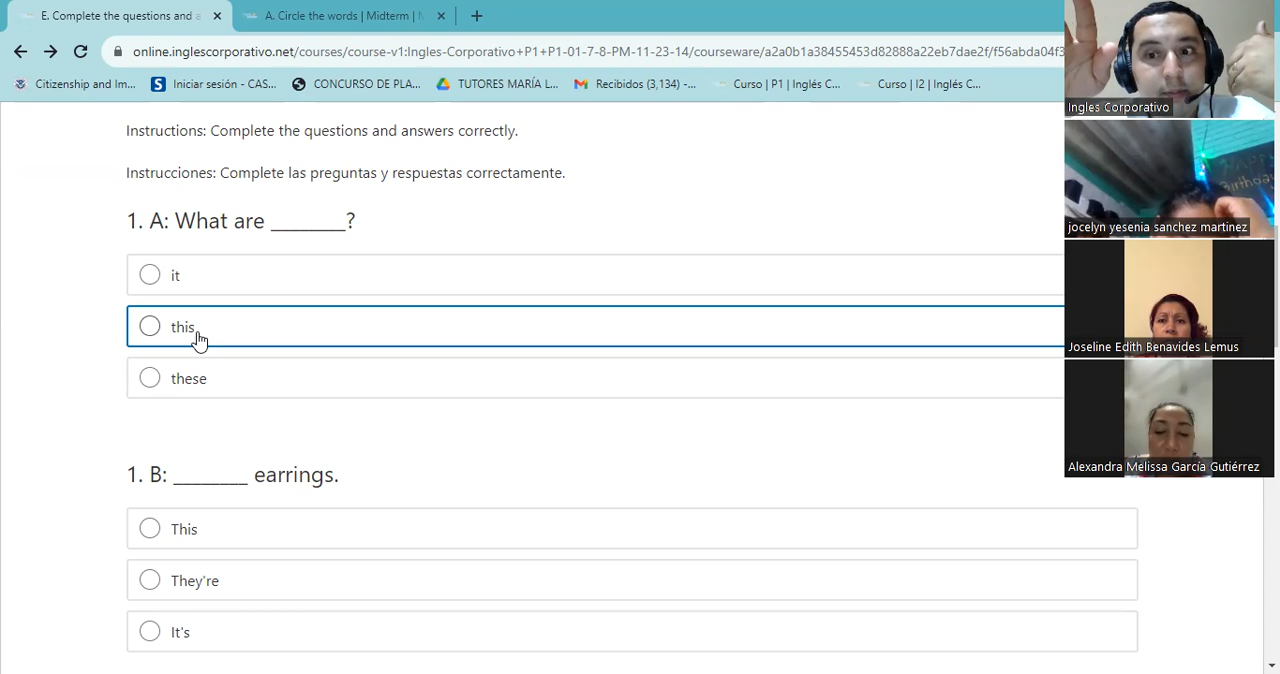 E. Complete the questions and a
A. Circle the words | Midterm |
online.inglescorporativo.net/courses/course-v1:Ingles-Corporativo+P1+P1-01-7-8-PM-11-23-14/courseware/a2a0b1a38455453d82888a22eb7dae2f/f56abda04f3
Citizenship and Im...
Iniciar sesión - CAS...
CONCURSO DE PLA...
TUTORES MARÍA L...
Recibidos (3,134) -...
Curso | P1 | Inglés C...
Curso | I2 | Inglés C...
Instructions: Complete the questions and answers correctly.
Instrucciones: Complete las preguntas y respuestas correctamente.
1. A: What are ________?
it
this
these
1. B: ________ earrings.
This
They're
It's
Ingles Corporativo
jocelyn yesenia sanchez martinez
Joseline Edith Benavides Lemus
Alexandra Melissa García Gutiérrez